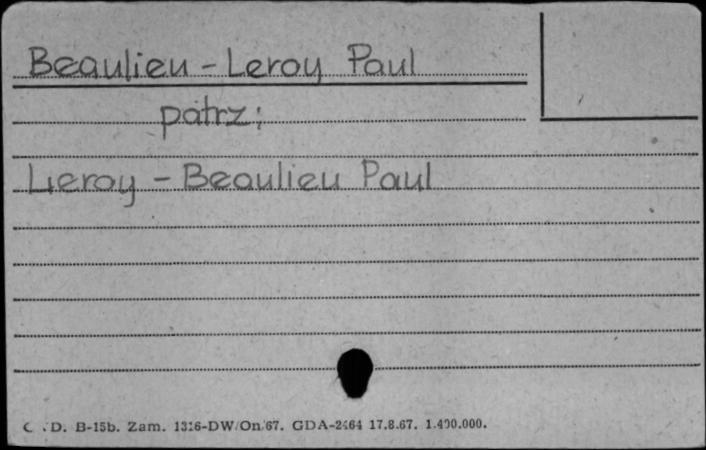 Beaulieu - Leroy Paul
patrz:
Leroy - Beaulieu Paul
D. B-15b. Zam. 1316-DW/On/67. GDA-2464 17.8.67. 1.400.000.